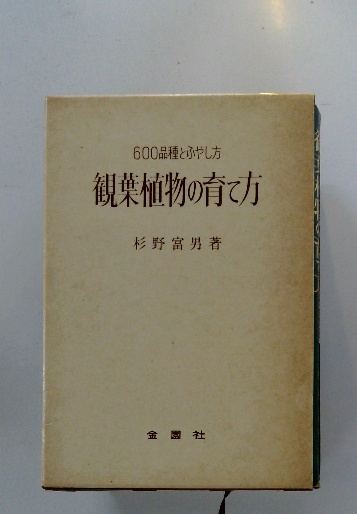 600品種とふやし方
観葉植物の育て方
杉野富男著
金園社